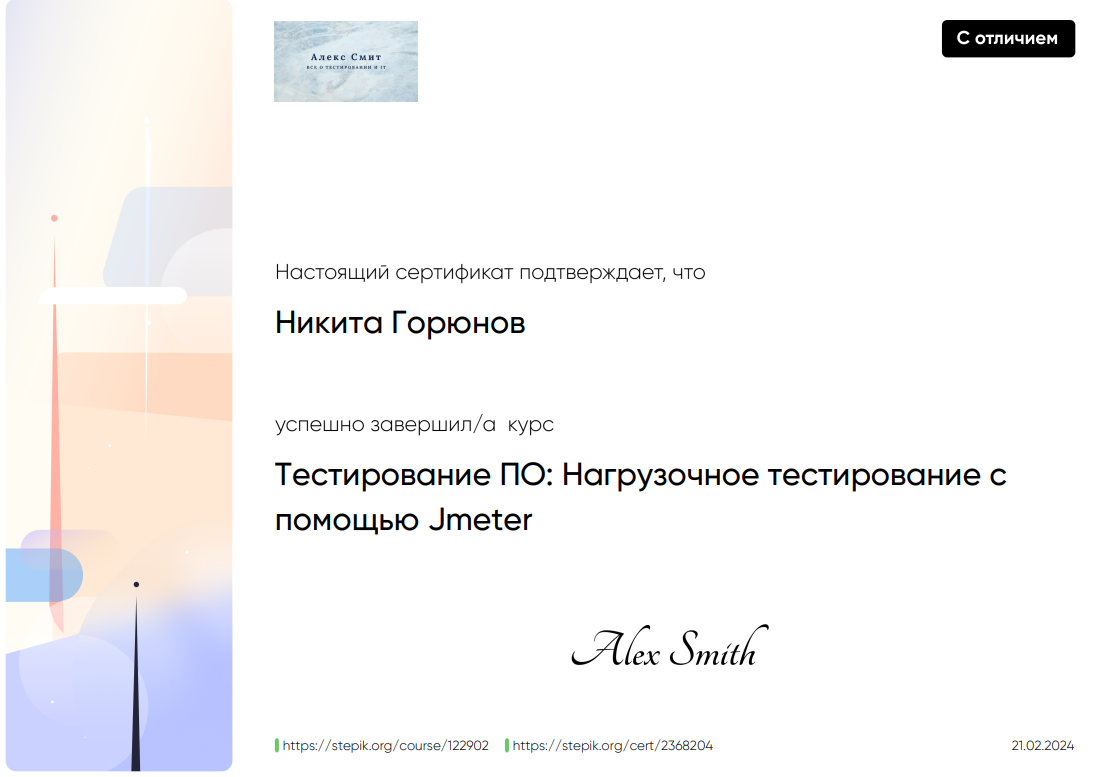 Алекс Смит
ВСЕ О ТЕСТИРОВАНИИ И IT
С отличием
Настоящий сертификат подтверждает, что
Никита Горюнов
успешно завершил/а курс
Тестирование ПО: Нагрузочное тестирование с
помощью Jmeter
Alex Smith
https://stepik.org/course/122902 https://stepik.org/cert/2368204 21.02.2024